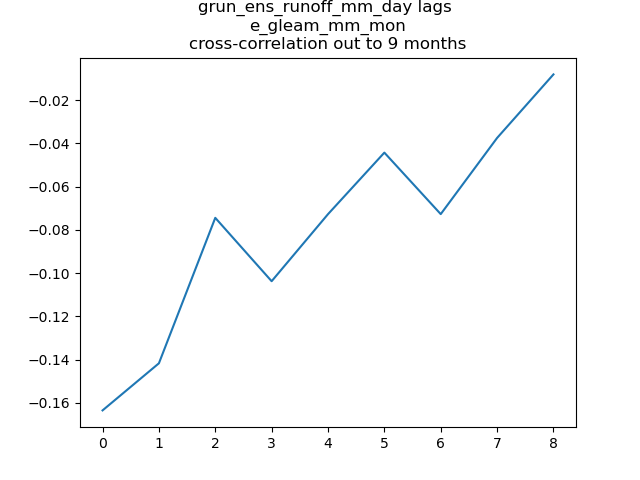 grun_ens_runoff_mm_day lags
e_gleam_mm_mon
cross-correlation out to 9 months
−0.02
−0.04
−0.06
−0.08
−0.10
−0.12
−0.14
−0.16
0 1 2 3 4 5 6 7 8